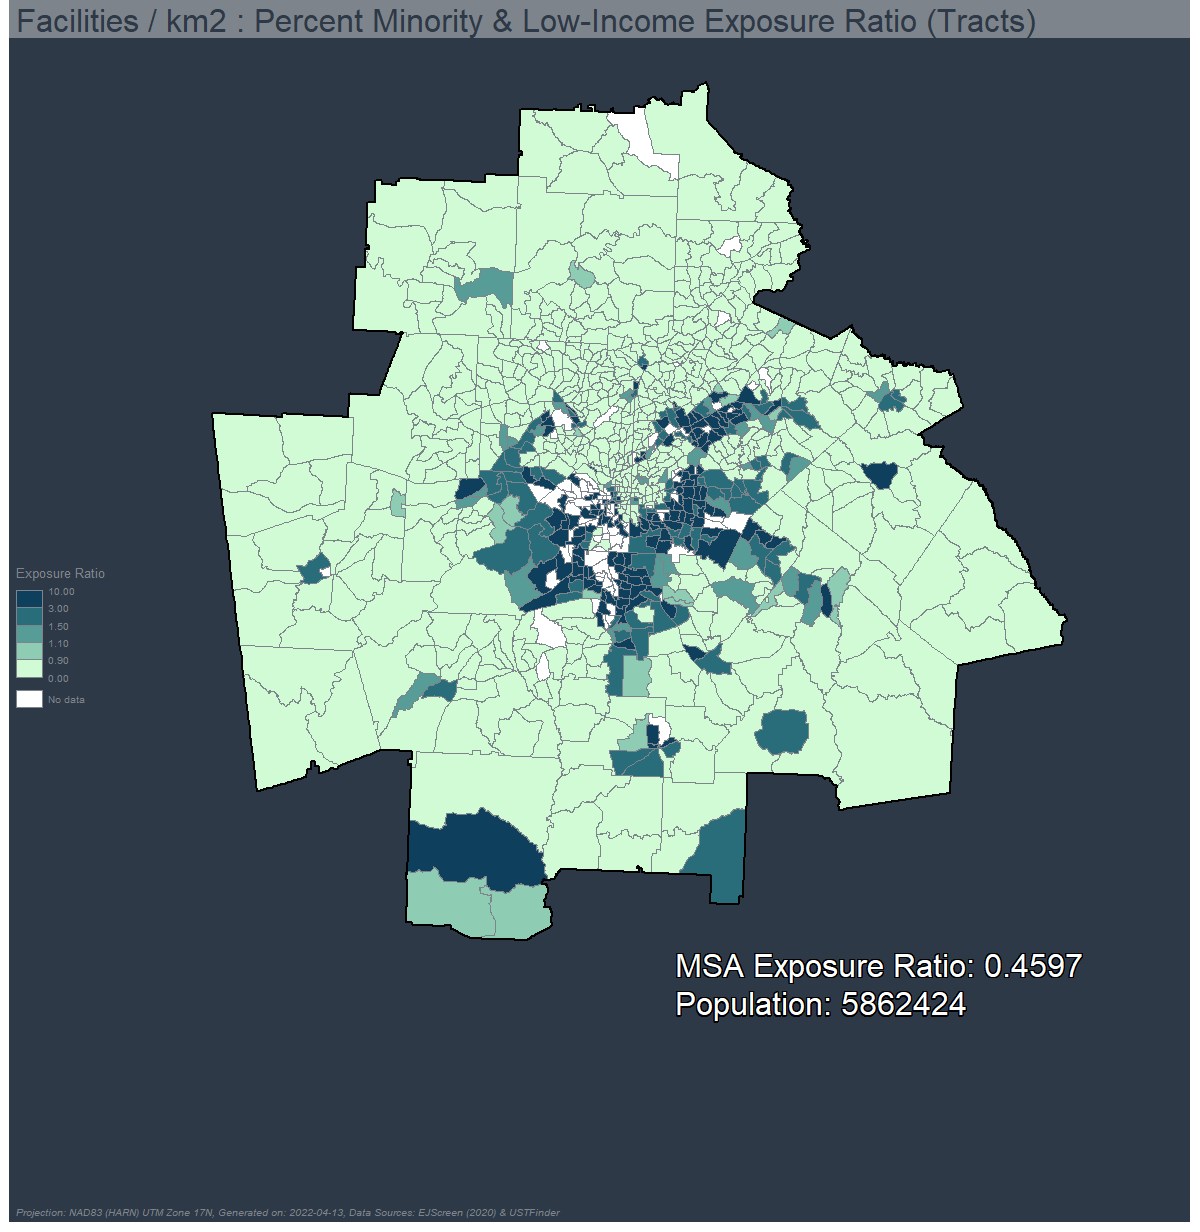 Facilities / km2 : Percent Minority & Low-Income Exposure Ratio (Tracts)
Exposure Ratio
10.00
3.00
1.50
1.10
0.90
0.00
No data
MSA Exposure Ratio: 0.4597
Population: 5862424
Projection: NAD83 (HARN) UTM Zone 17N, Generated on: 2022-04-13, Data Sources: EJScreen (2020) & USTFinder